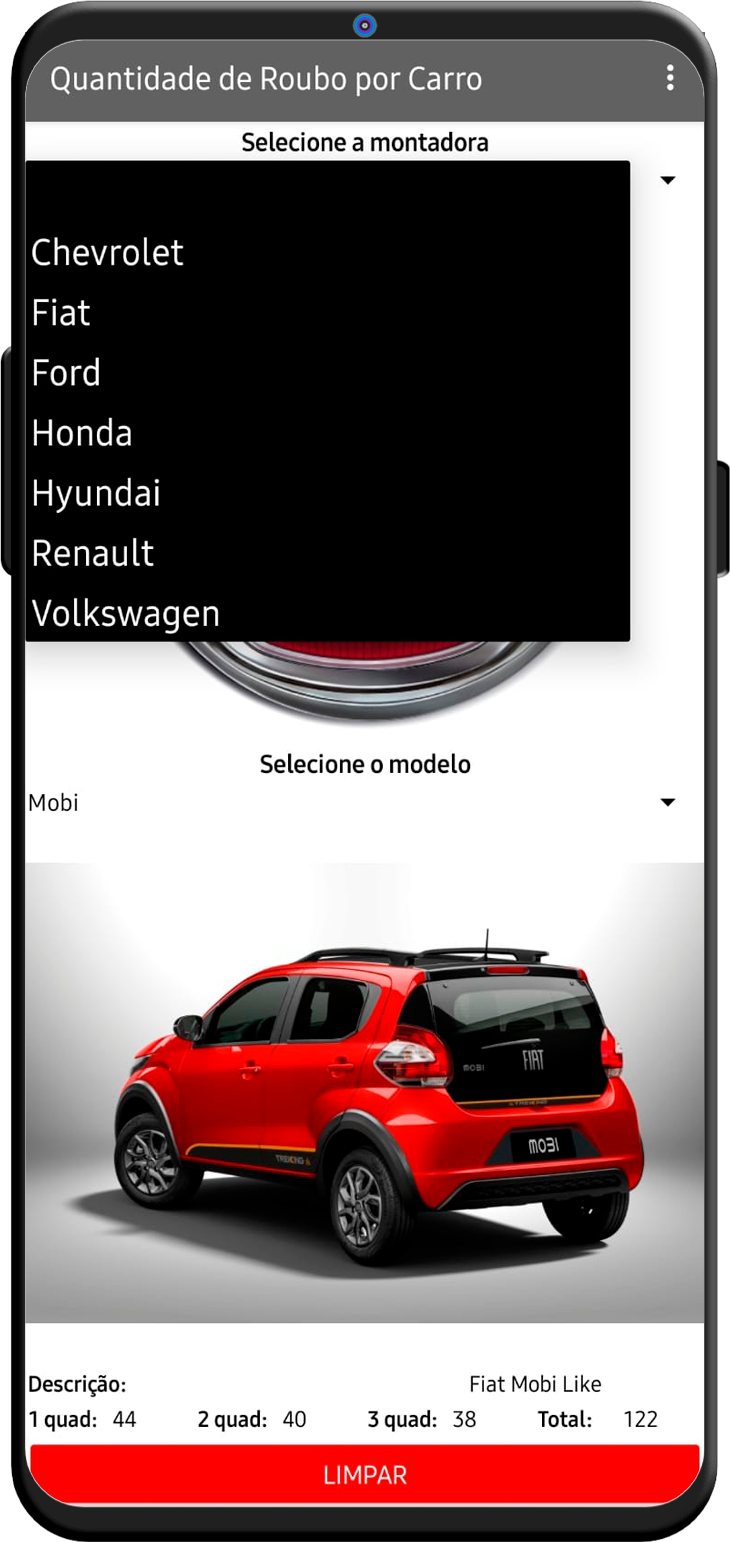 Quantidade de Roubo por Carro
Selecione a montadora
Chevrolet
Fiat
Ford
Honda
Hyundai
Renault
Volkswagen
Selecione o modelo
Mobi
MOBI FIAT
TREKKING
MOBI
Descrição: Fiat Mobi Like
1 quad: 44 2 quad: 40 3 quad: 38 Total: 122
LIMPAR